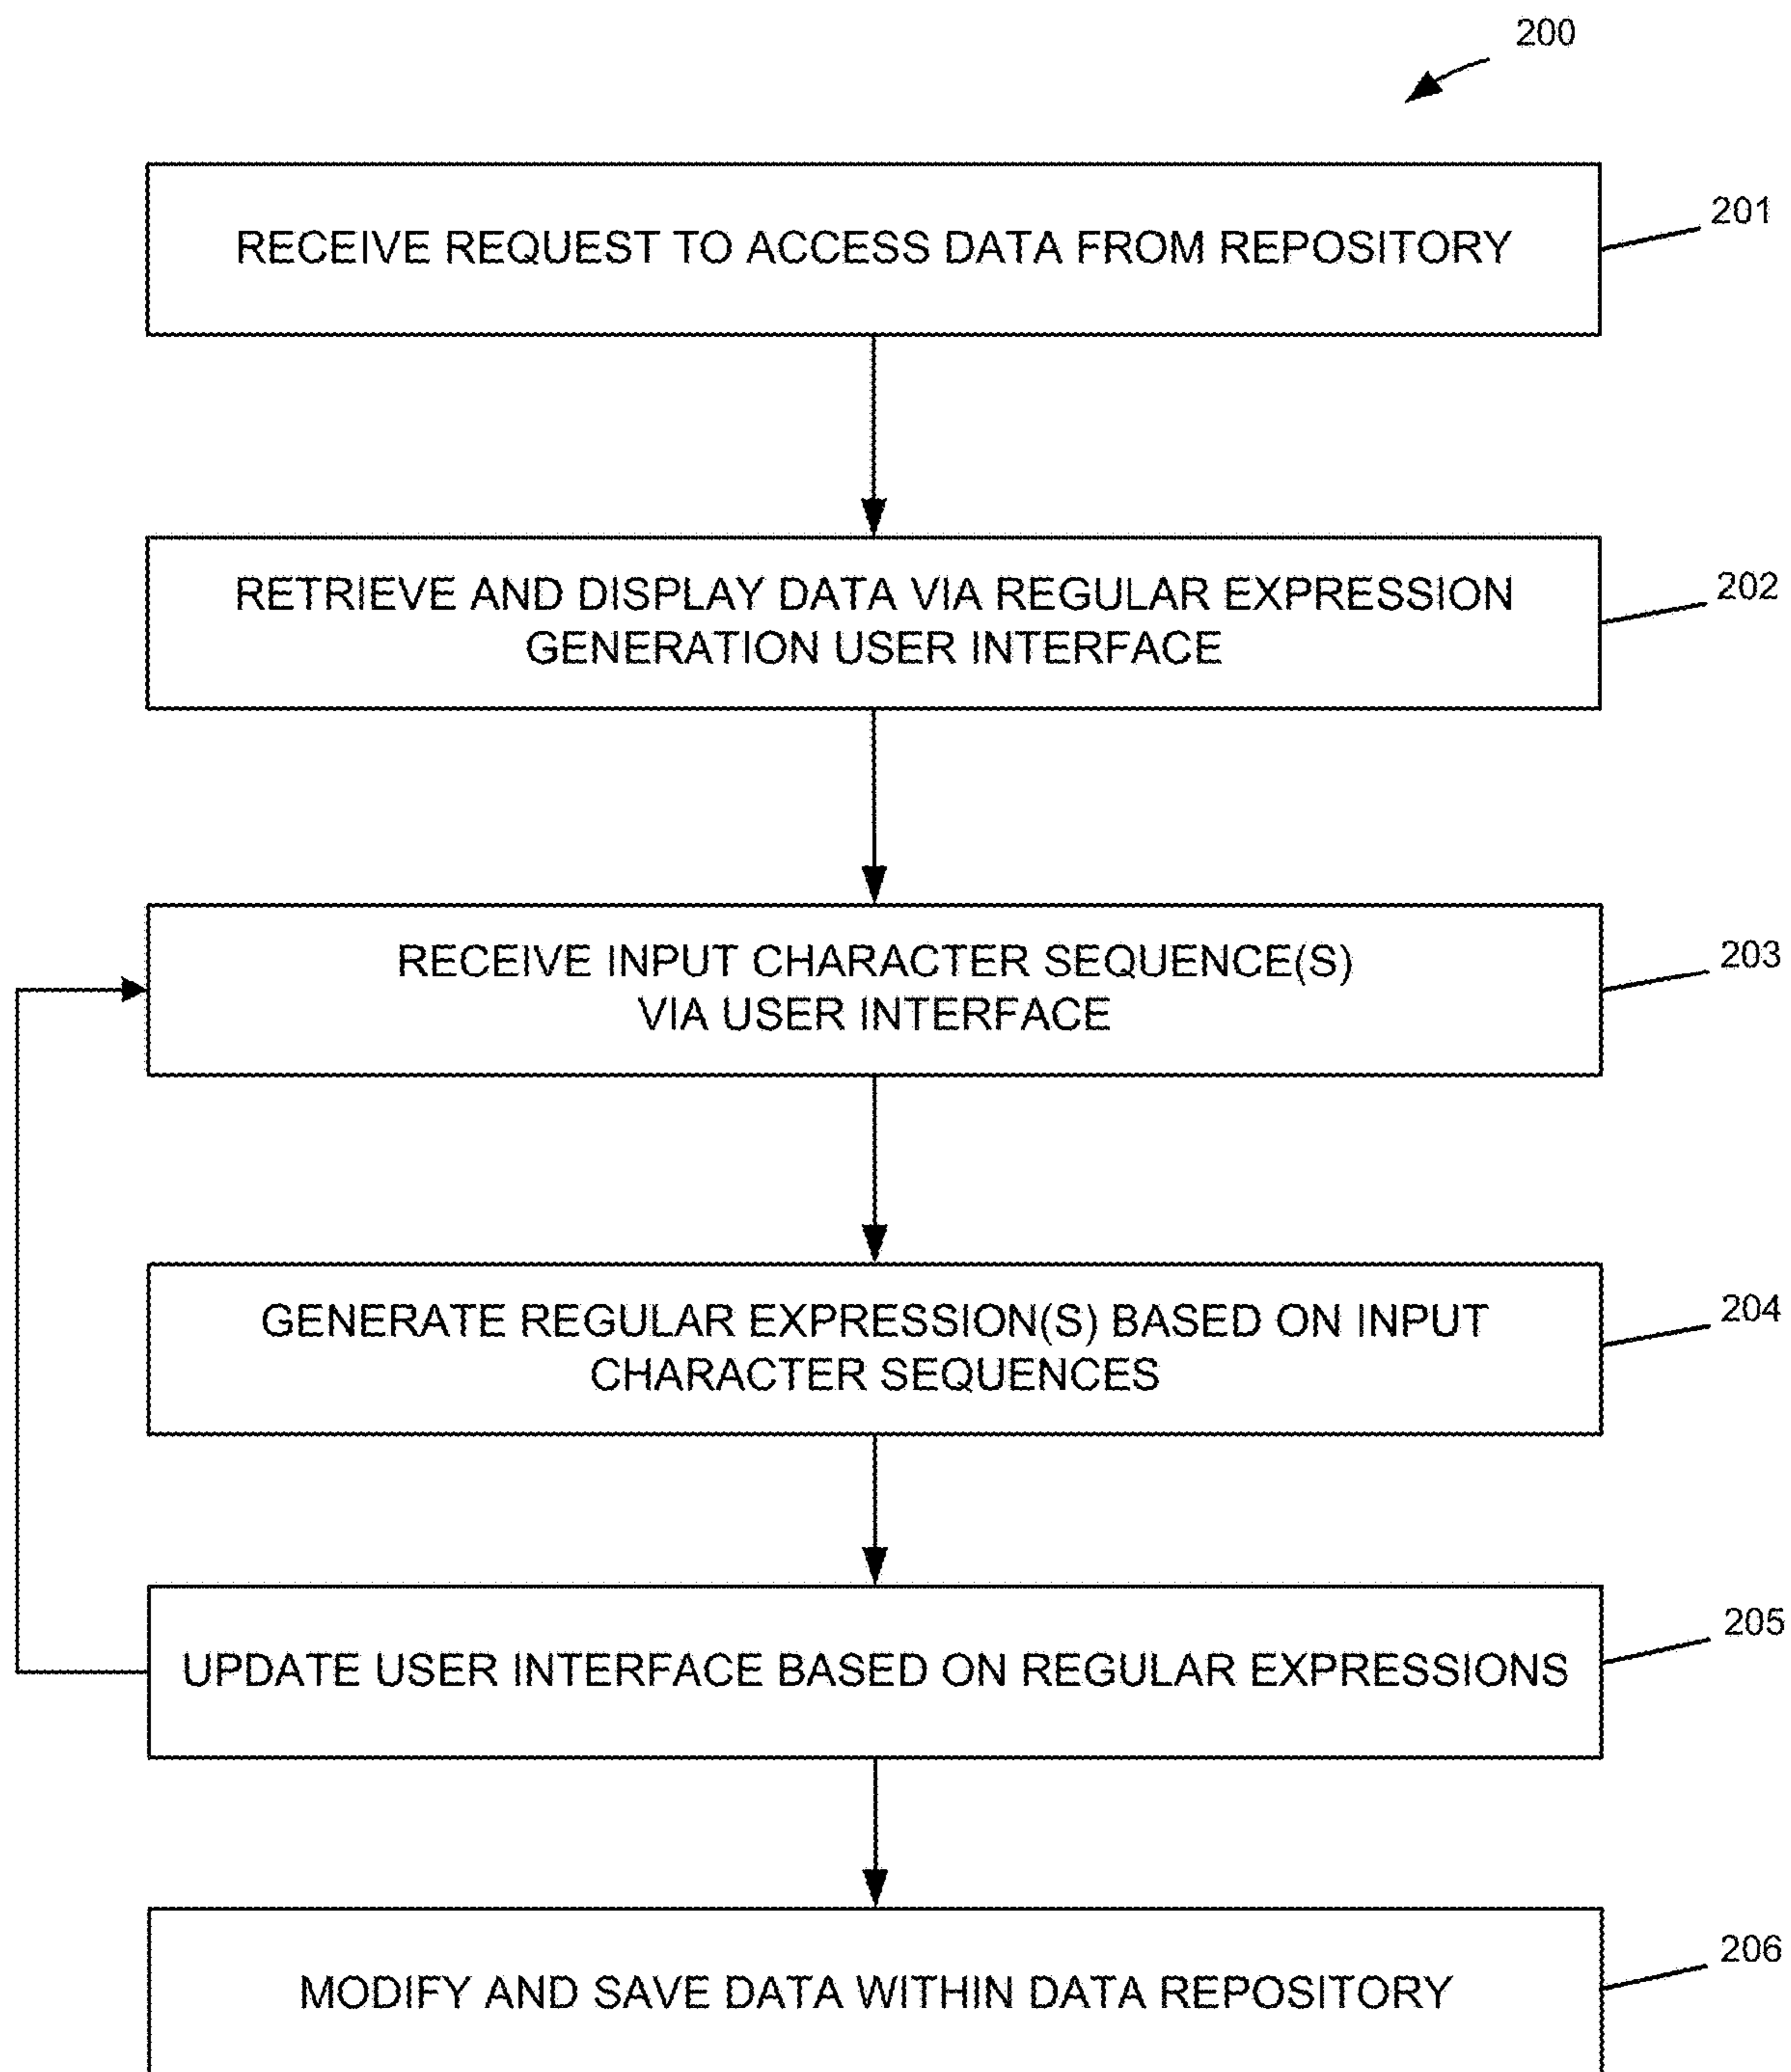 200
RECEIVE REQUEST TO ACCESS DATA FROM REPOSITORY
201
RETRIEVE AND DISPLAY DATA VIA REGULAR EXPRESSION
GENERATION USER INTERFACE
202
RECEIVE INPUT CHARACTER SEQUENCE(S)
VIA USER INTERFACE
203
GENERATE REGULAR EXPRESSION(S) BASED ON INPUT
CHARACTER SEQUENCES
204
UPDATE USER INTERFACE BASED ON REGULAR EXPRESSIONS
205
MODIFY AND SAVE DATA WITHIN DATA REPOSITORY
206